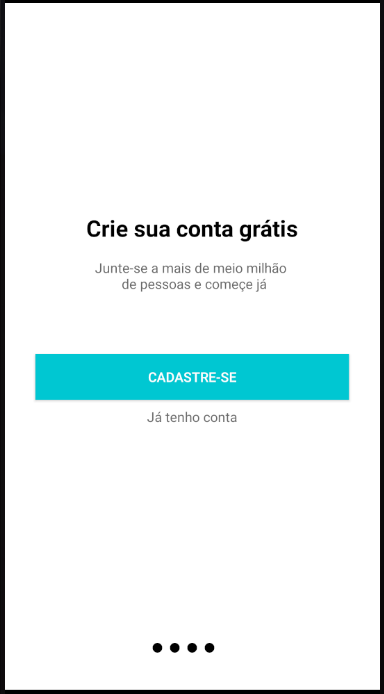 Crie sua conta grátis
Junte-se a mais de meio milhão
de pessoas e começe já
CADASTRE-SE
Já tenho conta